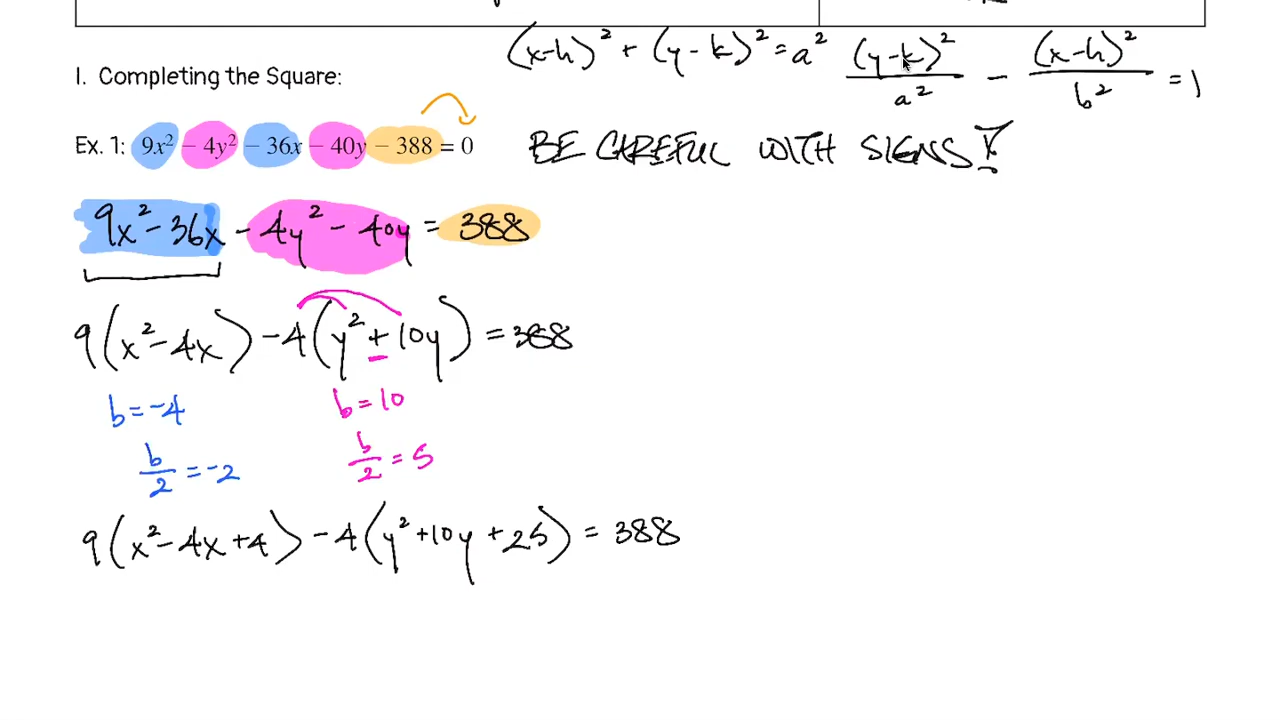 (x-h)² + (y-k)² = a² (y-k)²/a² - (x-h)²/b² = 1
I. Completing the Square:
Ex. 1: 9x² - 4y² - 36x - 40y - 388 = 0 BE CAREFUL WITH SIGNS!
9x² - 36x - 4y² - 40y = 388
9(x² - 4x) - 4(y² + 10y) = 388
b = -4 b = 10
b/2 = -2 b/2 = 5
9(x² - 4x + 4) - 4(y² + 10y + 25) = 388